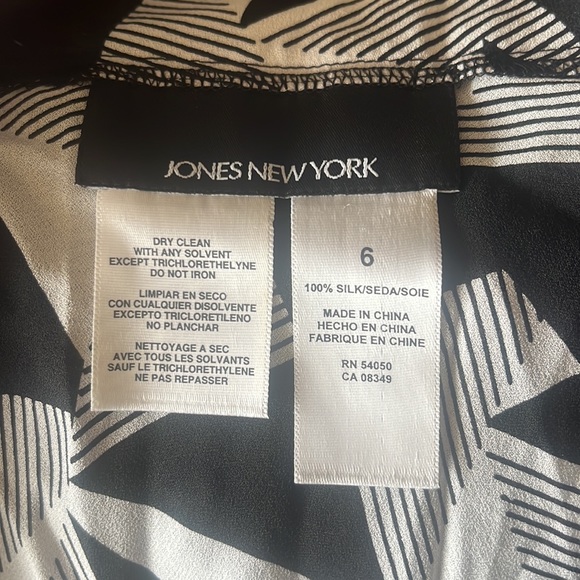 JONES NEW YORK
DRY CLEAN
WITH ANY SOLVENT
EXCEPT TRICHLORETHELYNE
DO NOT IRON
LIMPIAR EN SECO
CON CUALQUIER DISOLVENTE
EXCEPTO TRICLORETILENO
NO PLANCHAR
NETTOYAGE A SEC
AVEC TOUS LES SOLVANTS
SAUF LE TRICHLORETHYLENE
NE PAS REPASSER
6
100% SILK/SEDA/SOIE
MADE IN CHINA
HECHO EN CHINA
FABRIQUE EN CHINE
RN 54050
CA 08349